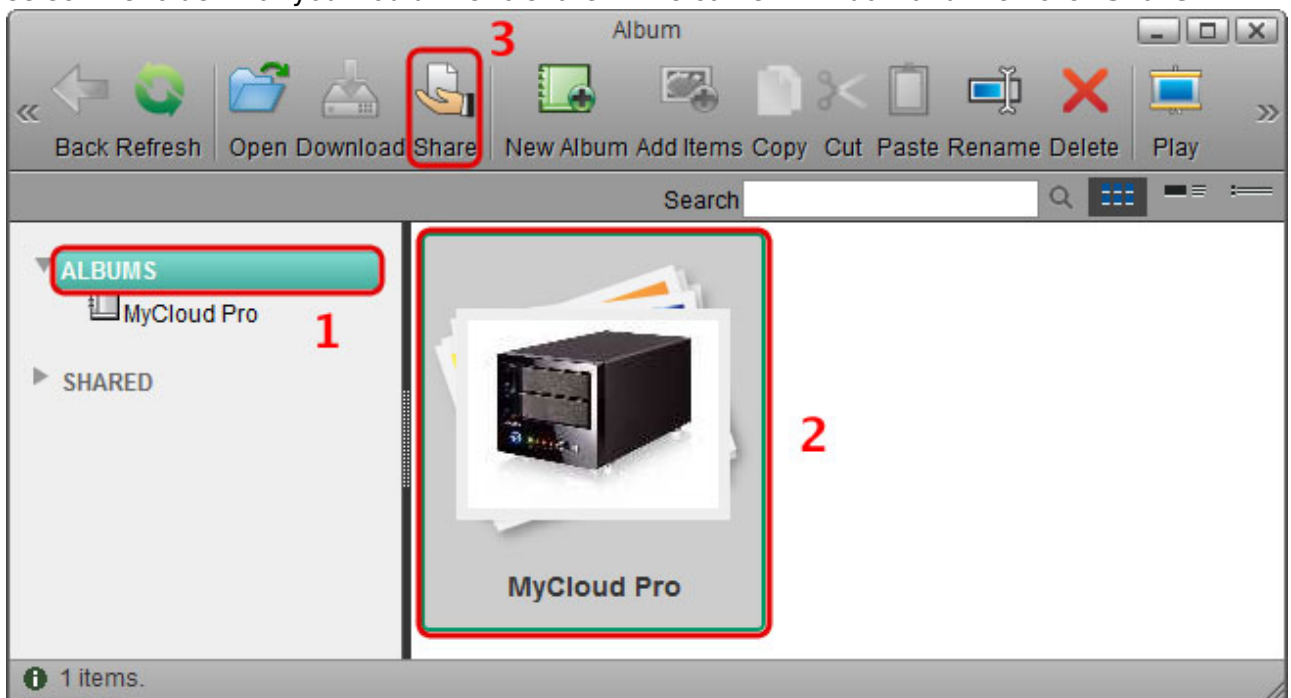 3 Album
Back Refresh Open Download Share New Album Add Items Copy Cut Paste Rename Delete Play
Search
ALBUMS
MyCloud Pro
1
SHARED
2
MyCloud Pro
1 items.